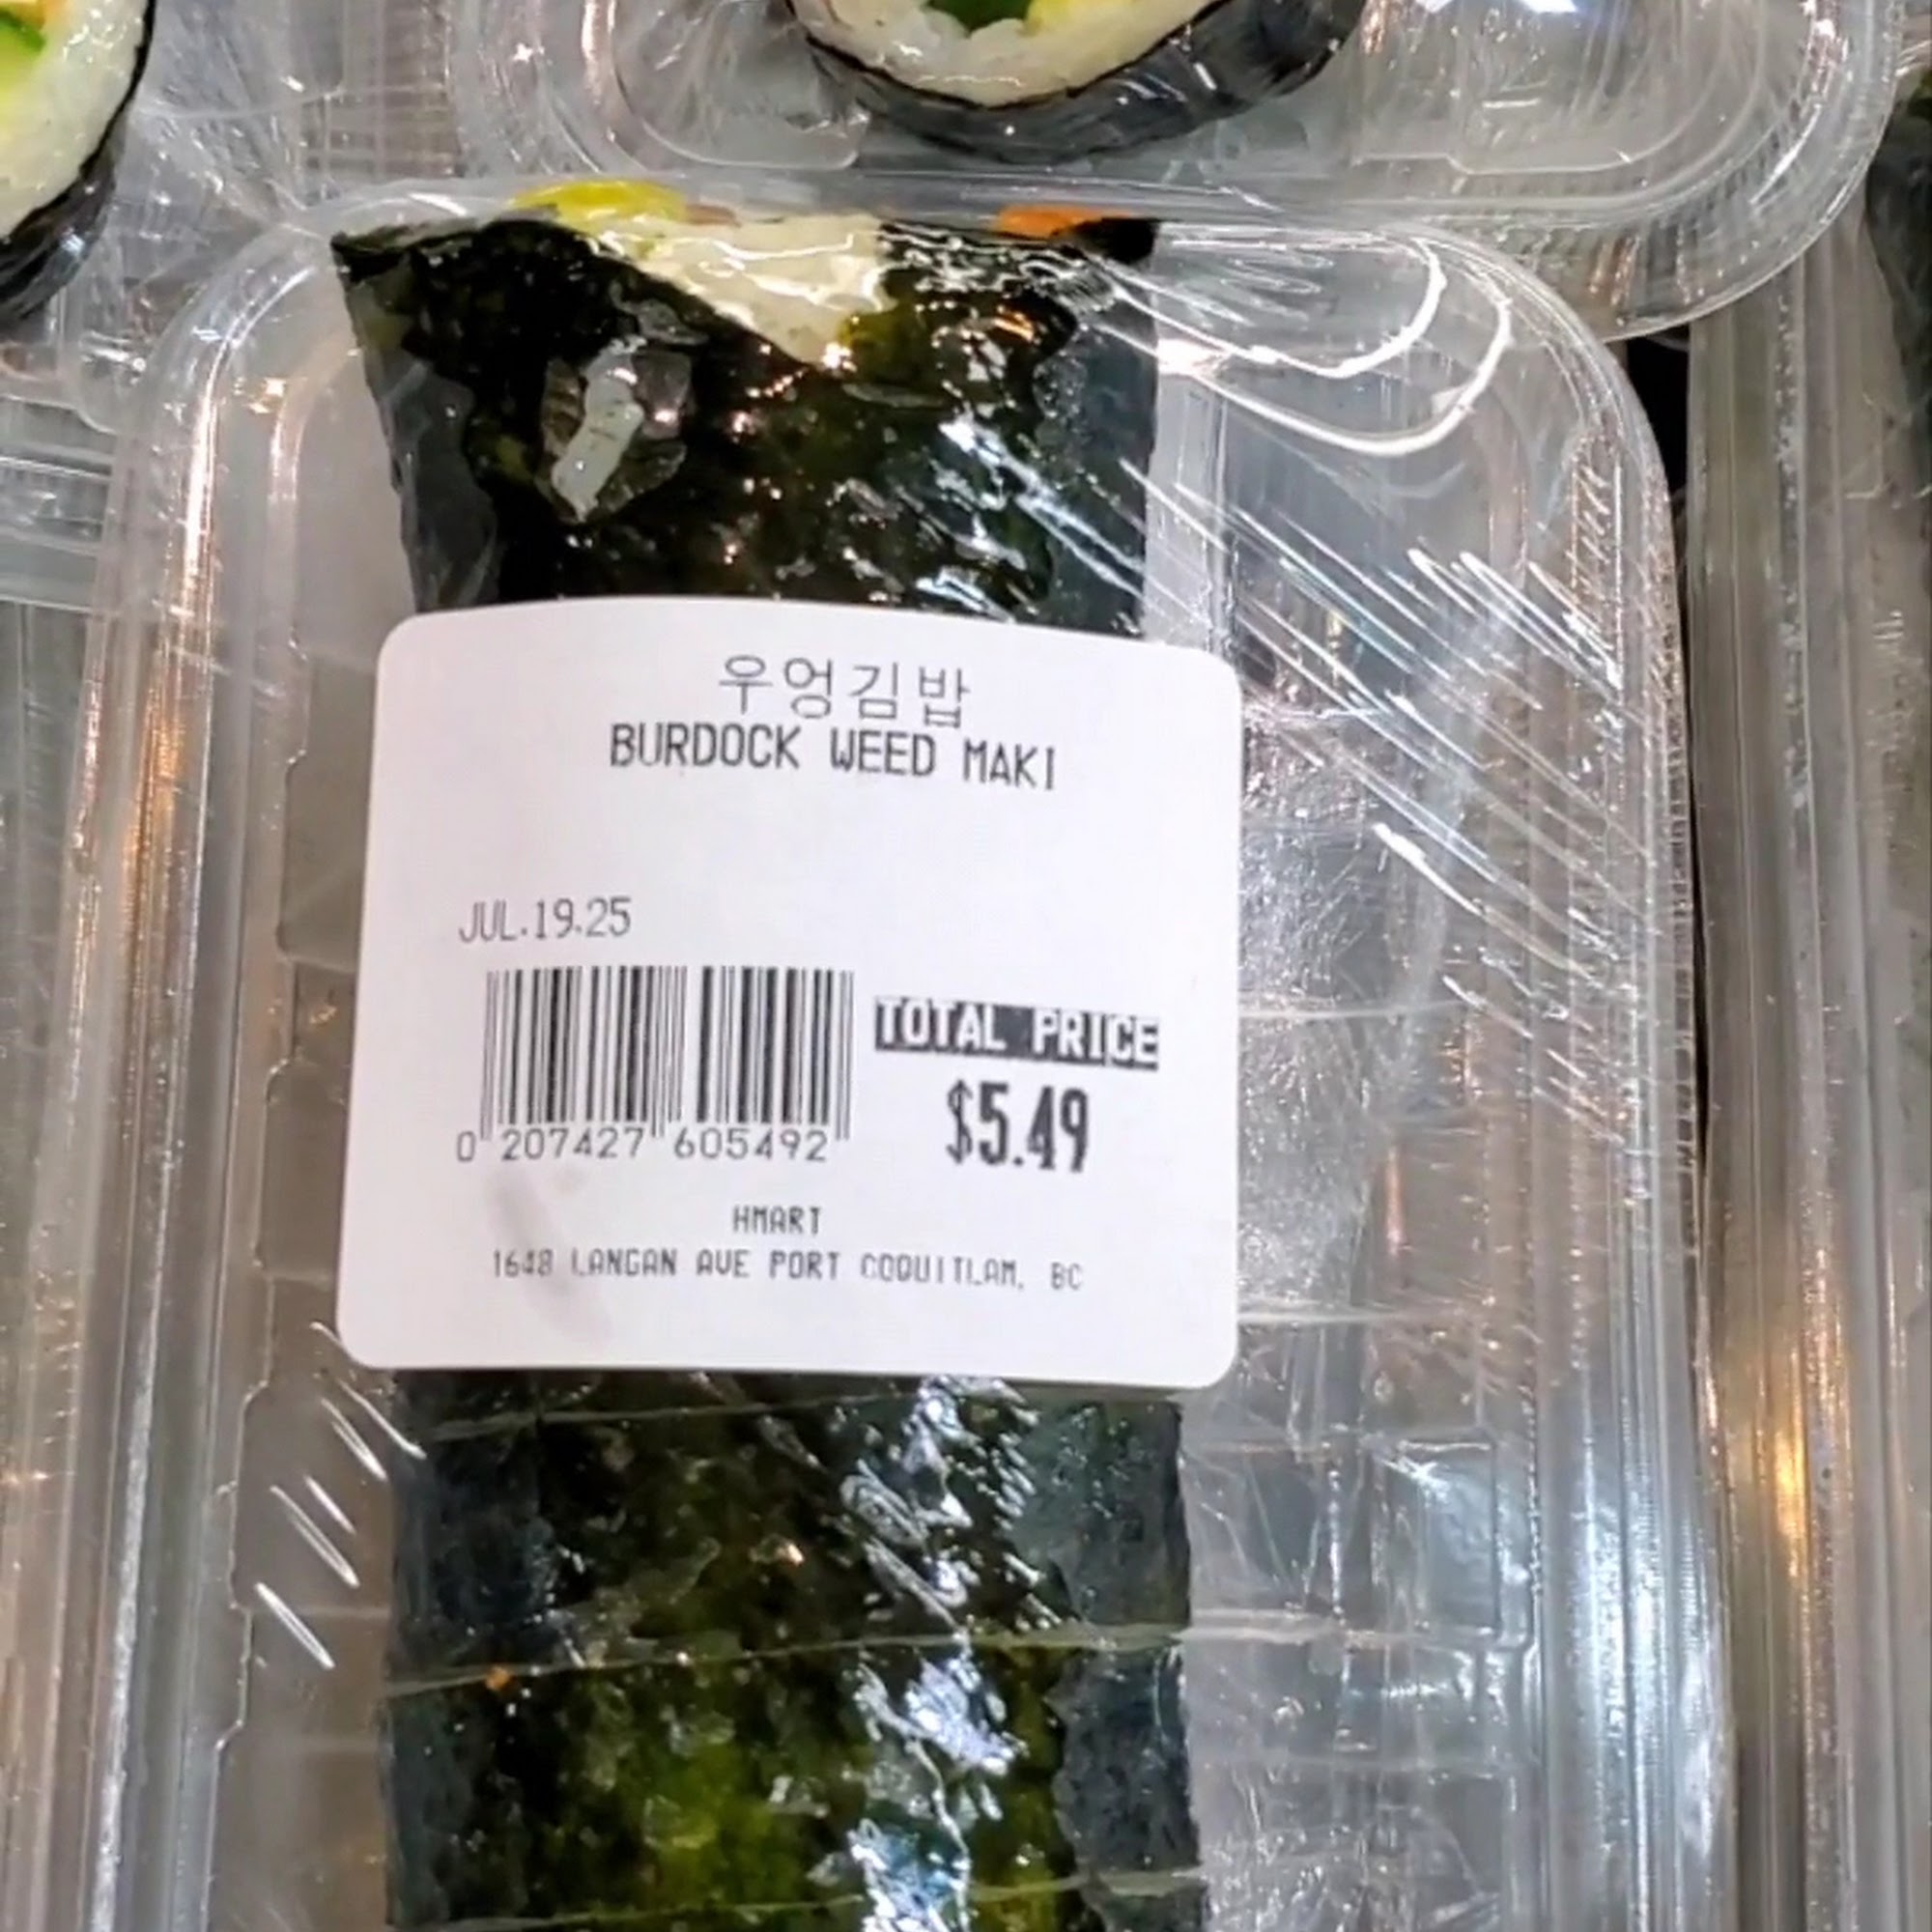 우엉김밥
BURDOCK WEED MAKI
JUL.19.25
TOTAL PRICE
$5.49
0 207427 605492
HMART
1648 LANGAN AVE PORT COQUITLAM, BC